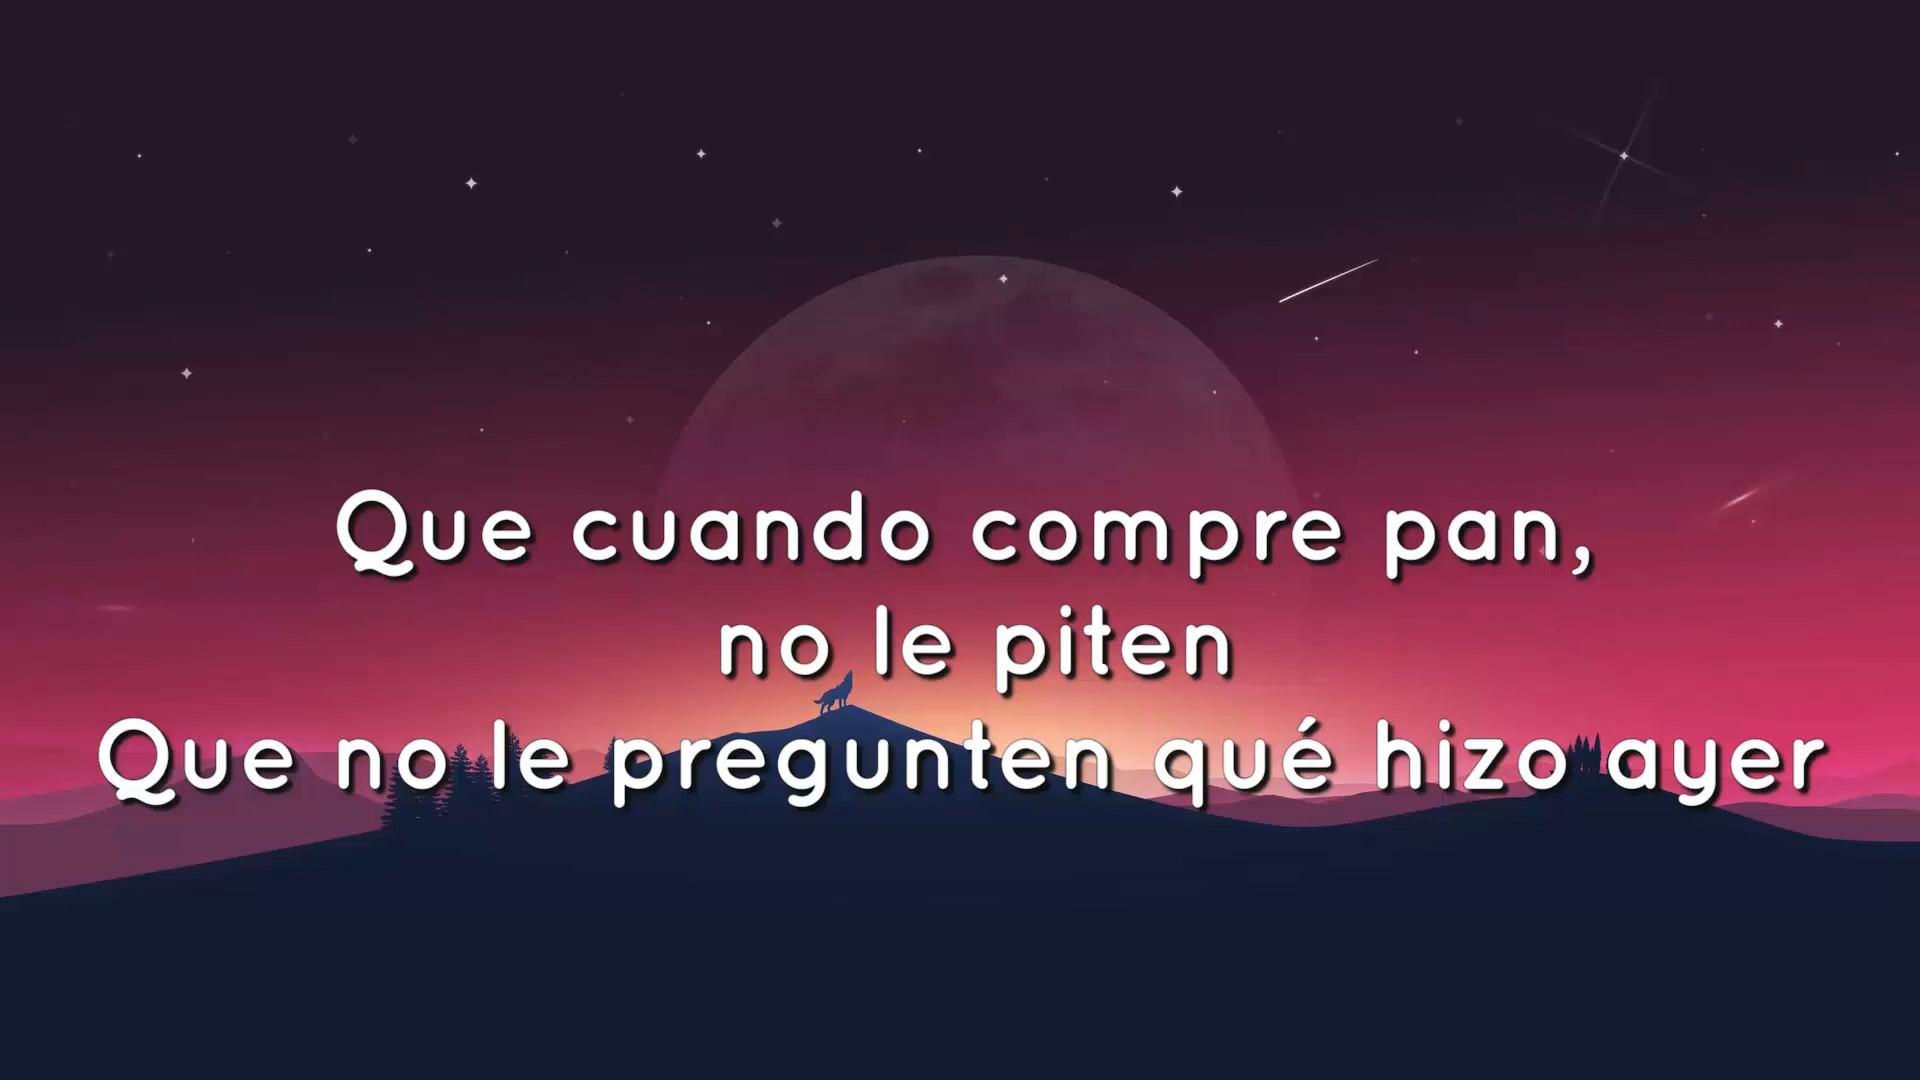 Que cuando compre pan,
no le piten
Que no le pregunten qué hizo ayer